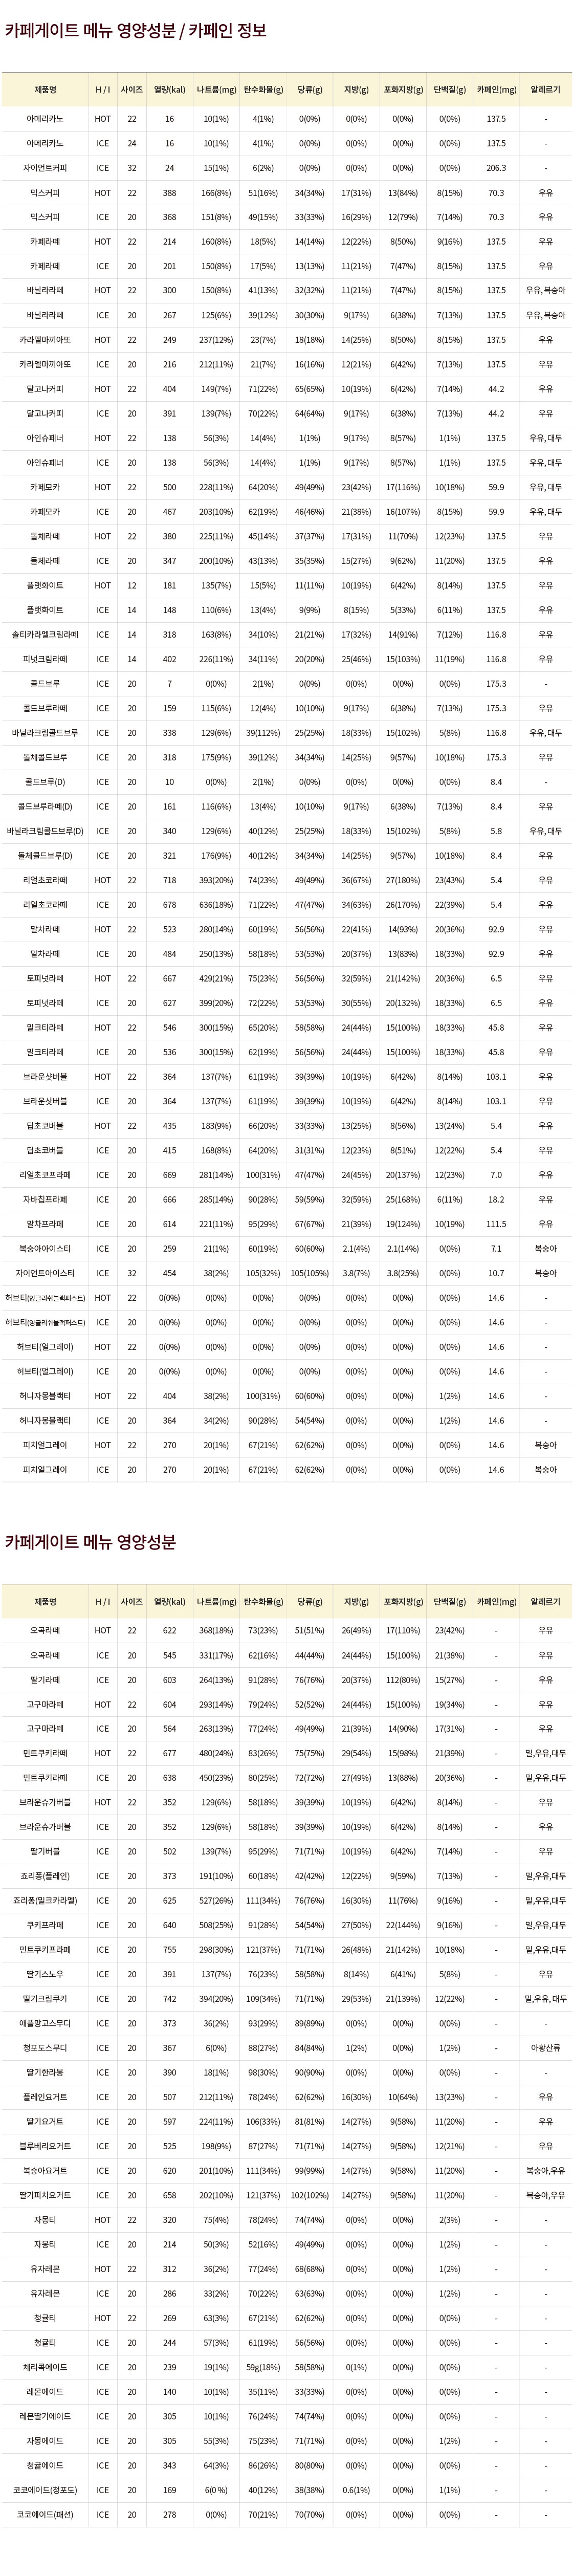 카페게이트 메뉴 영양성분 / 카페인 정보
제품명 H / I 사이즈 열량(kal) 나트륨(mg) 탄수화물(g) 당류(g) 지방(g) 포화지방(g) 단백질(g) 카페인(mg) 알레르기
아메리카노 HOT 22 16 10(1%) 4(1%) 0(0%) 0(0%) 0(0%) 0(0%) 137.5 -
아메리카노 ICE 24 16 10(1%) 4(1%) 0(0%) 0(0%) 0(0%) 0(0%) 137.5 -
자이언트커피 ICE 32 24 15(1%) 6(2%) 0(0%) 0(0%) 0(0%) 0(0%) 206.3 -
믹스커피 HOT 22 388 166(8%) 51(16%) 34(34%) 17(31%) 13(84%) 8(15%) 70.3 우유
믹스커피 ICE 20 368 151(8%) 49(15%) 33(33%) 16(29%) 12(79%) 7(14%) 70.3 우유
카페라떼 HOT 22 214 160(8%) 18(5%) 14(14%) 12(22%) 8(50%) 9(16%) 137.5 우유
카페라떼 ICE 20 201 150(8%) 17(5%) 13(13%) 11(21%) 7(47%) 8(15%) 137.5 우유
바닐라라떼 HOT 22 300 150(8%) 41(13%) 32(32%) 11(21%) 7(47%) 8(15%) 137.5 우유,복숭아
바닐라라떼 ICE 20 267 125(6%) 39(12%) 30(30%) 9(17%) 6(38%) 7(13%) 137.5 우유,복숭아
카라멜마끼아또 HOT 22 249 237(12%) 23(7%) 18(18%) 14(25%) 8(50%) 8(15%) 137.5 우유
카라멜마끼아또 ICE 20 216 212(11%) 21(7%) 16(16%) 12(21%) 6(42%) 7(13%) 137.5 우유
달고나커피 HOT 22 404 149(7%) 71(22%) 65(65%) 10(19%) 6(42%) 7(14%) 44.2 우유
달고나커피 ICE 20 391 139(7%) 70(22%) 64(64%) 9(17%) 6(38%) 7(13%) 44.2 우유
아인슈페너 HOT 22 138 56(3%) 14(4%) 1(1%) 9(17%) 8(57%) 1(1%) 137.5 우유, 대두
아인슈페너 ICE 20 138 56(3%) 14(4%) 1(1%) 9(17%) 8(57%) 1(1%) 137.5 우유, 대두
카페모카 HOT 22 500 228(11%) 64(20%) 49(49%) 23(42%) 17(116%) 10(18%) 59.9 우유, 대두
카페모카 ICE 20 467 203(10%) 62(19%) 46(46%) 21(38%) 16(107%) 8(15%) 59.9 우유, 대두
돌체라떼 HOT 22 380 225(11%) 45(14%) 37(37%) 17(31%) 11(70%) 12(23%) 137.5 우유
돌체라떼 ICE 20 347 200(10%) 43(13%) 35(35%) 15(27%) 9(62%) 11(20%) 137.5 우유
플랫화이트 HOT 12 181 135(7%) 15(5%) 11(11%) 10(19%) 6(42%) 8(14%) 137.5 우유
플랫화이트 ICE 14 148 110(6%) 13(4%) 9(9%) 8(15%) 5(33%) 6(11%) 137.5 우유
솔티카라멜크림라떼 ICE 14 318 163(8%) 34(10%) 21(21%) 17(32%) 14(91%) 7(12%) 116.8 우유
피넛크림라떼 ICE 14 402 226(11%) 34(11%) 20(20%) 25(46%) 15(103%) 11(19%) 116.8 우유
콜드브루 ICE 20 7 0(0%) 2(1%) 0(0%) 0(0%) 0(0%) 0(0%) 175.3 -
콜드브루라떼 ICE 20 159 115(6%) 12(4%) 10(10%) 9(17%) 6(38%) 7(13%) 175.3 우유
바닐라크림콜드브루 ICE 20 338 129(6%) 39(112%) 25(25%) 18(33%) 15(102%) 5(8%) 116.8 우유, 대두
돌체콜드브루 ICE 20 318 175(9%) 39(12%) 34(34%) 14(25%) 9(57%) 10(18%) 175.3 우유
콜드브루(D) ICE 20 10 0(0%) 2(1%) 0(0%) 0(0%) 0(0%) 0(0%) 8.4 -
콜드브루라떼(D) ICE 20 161 116(6%) 13(4%) 10(10%) 9(17%) 6(38%) 7(13%) 8.4 우유
바닐라크림콜드브루(D) ICE 20 340 129(6%) 40(12%) 25(25%) 18(33%) 15(102%) 5(8%) 5.8 우유, 대두
돌체콜드브루(D) ICE 20 321 176(9%) 40(12%) 34(34%) 14(25%) 9(57%) 10(18%) 8.4 우유
리얼초코라떼 HOT 22 718 393(20%) 74(23%) 49(49%) 36(67%) 27(180%) 23(43%) 5.4 우유
리얼초코라떼 ICE 20 678 636(18%) 71(22%) 47(47%) 34(63%) 26(170%) 22(39%) 5.4 우유
말차라떼 HOT 22 523 280(14%) 60(19%) 56(56%) 22(41%) 14(93%) 20(36%) 92.9 우유
말차라떼 ICE 20 484 250(13%) 58(18%) 53(53%) 20(37%) 13(83%) 18(33%) 92.9 우유
토피넛라떼 HOT 22 667 429(21%) 75(23%) 56(56%) 32(59%) 21(142%) 20(36%) 6.5 우유
토피넛라떼 ICE 20 627 399(20%) 72(22%) 53(53%) 30(55%) 20(132%) 18(33%) 6.5 우유
밀크티라떼 HOT 22 546 300(15%) 65(20%) 58(58%) 24(44%) 15(100%) 18(33%) 45.8 우유
밀크티라떼 ICE 20 536 300(15%) 62(19%) 56(56%) 24(44%) 15(100%) 18(33%) 45.8 우유
브라운샷버블 HOT 22 364 137(7%) 61(19%) 39(39%) 10(19%) 6(42%) 8(14%) 103.1 우유
브라운샷버블 ICE 20 364 137(7%) 61(19%) 39(39%) 10(19%) 6(42%) 8(14%) 103.1 우유
딥초코버블 HOT 22 435 183(9%) 66(20%) 33(33%) 13(25%) 8(56%) 13(24%) 5.4 우유
딥초코버블 ICE 20 415 168(8%) 64(20%) 31(31%) 12(23%) 8(51%) 12(22%) 5.4 우유
리얼초코프라페 ICE 20 669 281(14%) 100(31%) 47(47%) 24(45%) 20(137%) 12(23%) 7.0 우유
자바칩프라페 ICE 20 666 285(14%) 90(28%) 59(59%) 32(59%) 25(168%) 6(11%) 18.2 우유
말차프라페 ICE 20 614 221(11%) 95(29%) 67(67%) 21(39%) 19(124%) 10(19%) 111.5 우유
복숭아아이스티 ICE 20 259 21(1%) 60(19%) 60(60%) 2.1(4%) 2.1(14%) 0(0%) 7.1 복숭아
자이언트아이스티 ICE 32 454 38(2%) 105(32%) 105(105%) 3.8(7%) 3.8(25%) 0(0%) 10.7 복숭아
허브티(잉글리쉬블랙퍼스트) HOT 22 0(0%) 0(0%) 0(0%) 0(0%) 0(0%) 0(0%) 0(0%) 14.6 -
허브티(잉글리쉬블랙퍼스트) ICE 20 0(0%) 0(0%) 0(0%) 0(0%) 0(0%) 0(0%) 0(0%) 14.6 -
허브티(얼그레이) HOT 22 0(0%) 0(0%) 0(0%) 0(0%) 0(0%) 0(0%) 0(0%) 14.6 -
허브티(얼그레이) ICE 20 0(0%) 0(0%) 0(0%) 0(0%) 0(0%) 0(0%) 0(0%) 14.6 -
허니자몽블랙티 HOT 22 404 38(2%) 100(31%) 60(60%) 0(0%) 0(0%) 1(2%) 14.6 -
허니자몽블랙티 ICE 20 364 34(2%) 90(28%) 54(54%) 0(0%) 0(0%) 1(2%) 14.6 -
피치얼그레이 HOT 22 270 20(1%) 67(21%) 62(62%) 0(0%) 0(0%) 0(0%) 14.6 복숭아
피치얼그레이 ICE 20 270 20(1%) 67(21%) 62(62%) 0(0%) 0(0%) 0(0%) 14.6 복숭아
카페게이트 메뉴 영양성분
제품명 H / I 사이즈 열량(kal) 나트륨(mg) 탄수화물(g) 당류(g) 지방(g) 포화지방(g) 단백질(g) 카페인(mg) 알레르기
오곡라떼 HOT 22 622 368(18%) 73(23%) 51(51%) 26(49%) 17(110%) 23(42%) - 우유
오곡라떼 ICE 20 545 331(17%) 62(16%) 44(44%) 24(44%) 15(100%) 21(38%) - 우유
딸기라떼 ICE 20 603 264(13%) 91(28%) 76(76%) 20(37%) 112(80%) 15(27%) - 우유
고구마라떼 HOT 22 604 293(14%) 79(24%) 52(52%) 24(44%) 15(100%) 19(34%) - 우유
고구마라떼 ICE 20 564 263(13%) 77(24%) 49(49%) 21(39%) 14(90%) 17(31%) - 우유
민트쿠키라떼 HOT 22 677 480(24%) 83(26%) 75(75%) 29(54%) 15(98%) 21(39%) - 밀,우유,대두
민트쿠키라떼 ICE 20 638 450(23%) 80(25%) 72(72%) 27(49%) 13(88%) 20(36%) - 밀,우유,대두
브라운슈가버블 HOT 22 352 129(6%) 58(18%) 39(39%) 10(19%) 6(42%) 8(14%) - 우유
브라운슈가버블 ICE 20 352 129(6%) 58(18%) 39(39%) 10(19%) 6(42%) 8(14%) - 우유
딸기버블 ICE 20 502 139(7%) 95(29%) 71(71%) 10(19%) 6(42%) 7(14%) - 우유
죠리퐁(플레인) ICE 20 373 191(10%) 60(18%) 42(42%) 12(22%) 9(59%) 7(13%) - 밀,우유,대두
죠리퐁(밀크카라멜) ICE 20 625 527(26%) 111(34%) 76(76%) 16(30%) 11(76%) 9(16%) - 밀,우유,대두
쿠키프라페 ICE 20 640 508(25%) 91(28%) 54(54%) 27(50%) 22(144%) 9(16%) - 밀,우유,대두
민트쿠키프라페 ICE 20 755 298(30%) 121(37%) 71(71%) 26(48%) 21(142%) 10(18%) - 밀,우유,대두
딸기스노우 ICE 20 391 137(7%) 76(23%) 58(58%) 8(14%) 6(41%) 5(8%) - 우유
딸기크림쿠키 ICE 20 742 394(20%) 109(34%) 71(71%) 29(53%) 21(139%) 12(22%) - 밀,우유, 대두
애플망고스무디 ICE 20 373 36(2%) 93(29%) 89(89%) 0(0%) 0(0%) 0(0%) - -
청포도스무디 ICE 20 367 6(0%) 88(27%) 84(84%) 1(2%) 0(0%) 1(2%) - 아황산류
딸기한라봉 ICE 20 390 18(1%) 98(30%) 90(90%) 0(0%) 0(0%) 0(0%) - -
플레인요거트 ICE 20 507 212(11%) 78(24%) 62(62%) 16(30%) 10(64%) 13(23%) - 우유
딸기요거트 ICE 20 597 224(11%) 106(33%) 81(81%) 14(27%) 9(58%) 11(20%) - 우유
블루베리요거트 ICE 20 525 198(9%) 87(27%) 71(71%) 14(27%) 9(58%) 12(21%) - 우유
복숭아요거트 ICE 20 620 201(10%) 111(34%) 99(99%) 14(27%) 9(58%) 11(20%) - 복숭아,우유
딸기피치요거트 ICE 20 658 202(10%) 121(37%) 102(102%) 14(27%) 9(58%) 11(20%) - 복숭아,우유
자몽티 HOT 22 320 75(4%) 78(24%) 74(74%) 0(0%) 0(0%) 2(3%) - -
자몽티 ICE 20 214 50(3%) 52(16%) 49(49%) 0(0%) 0(0%) 1(2%) - -
유자레몬 HOT 22 312 36(2%) 77(24%) 68(68%) 0(0%) 0(0%) 1(2%) - -
유자레몬 ICE 20 286 33(2%) 70(22%) 63(63%) 0(0%) 0(0%) 1(2%) - -
청귤티 HOT 22 269 63(3%) 67(21%) 62(62%) 0(0%) 0(0%) 0(0%) - -
청귤티 ICE 20 244 57(3%) 61(19%) 56(56%) 0(0%) 0(0%) 0(0%) - -
체리콕에이드 ICE 20 239 19(1%) 59g(18%) 58(58%) 0(1%) 0(0%) 0(0%) - -
레몬에이드 ICE 20 140 10(1%) 35(11%) 33(33%) 0(0%) 0(0%) 0(0%) - -
레몬딸기에이드 ICE 20 305 10(1%) 76(24%) 74(74%) 0(0%) 0(0%) 0(0%) - -
자몽에이드 ICE 20 305 55(3%) 75(23%) 71(71%) 0(0%) 0(0%) 1(2%) - -
청귤에이드 ICE 20 343 64(3%) 86(26%) 80(80%) 0(0%) 0(0%) 0(0%) - -
코코에이드(청포도) ICE 20 169 6(0 %) 40(12%) 38(38%) 0.6(1%) 0(0%) 1(1%) - -
코코에이드(패션) ICE 20 278 0(0%) 70(21%) 70(70%) 0(0%) 0(0%) 0(0%) - -